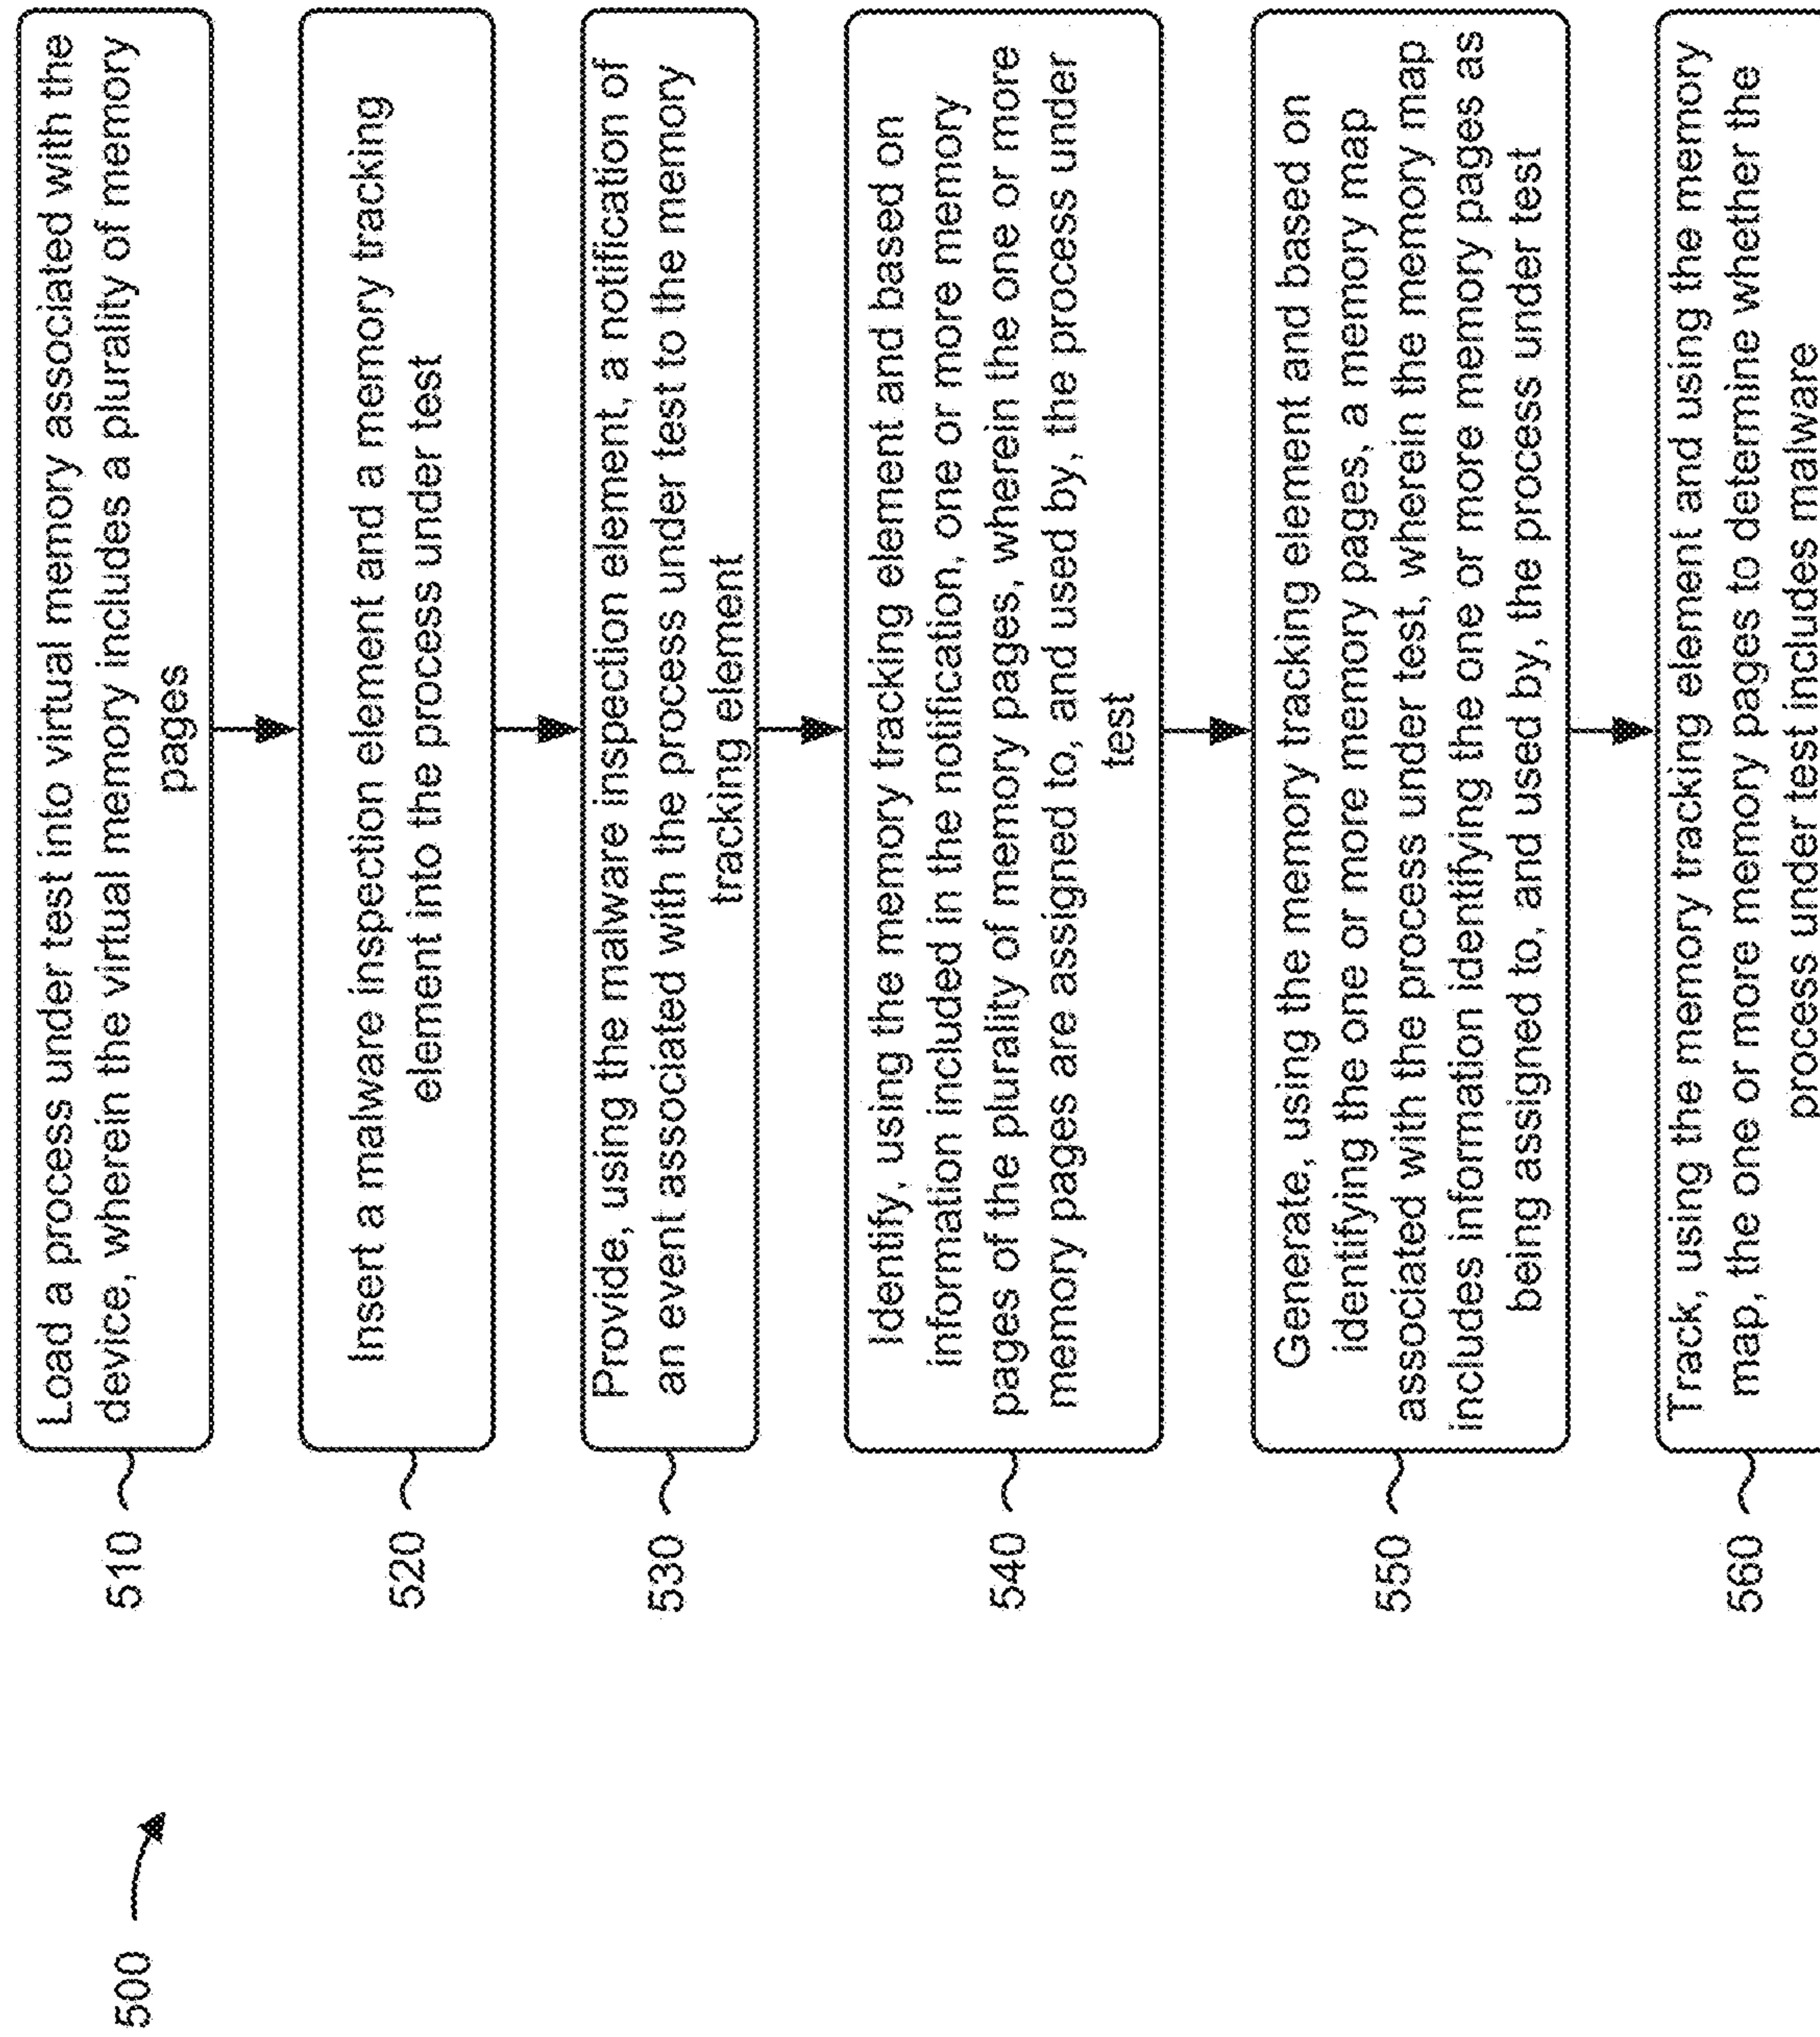 500
510
Load a process under test into virtual memory associated with the
device, wherein the virtual memory includes a plurality of memory
pages
520
Insert a malware inspection element and a memory tracking
element into the process under test
530
Provide, using the malware inspection element, a notification of
an event associated with the process under test to the memory
tracking element
540
Identify, using the memory tracking element and based on
information included in the notification, one or more memory
pages of the plurality of memory pages, wherein the one or more
memory pages are assigned to, and used by, the process under
test
550
Generate, using the memory tracking element and based on
identifying the one or more memory pages, a memory map
associated with the process under test, wherein the memory map
includes information identifying the one or more memory pages as
being assigned to, and used by, the process under test
560
Track, using the memory tracking element and using the memory
map, the one or more memory pages to determine whether the
process under test includes malware